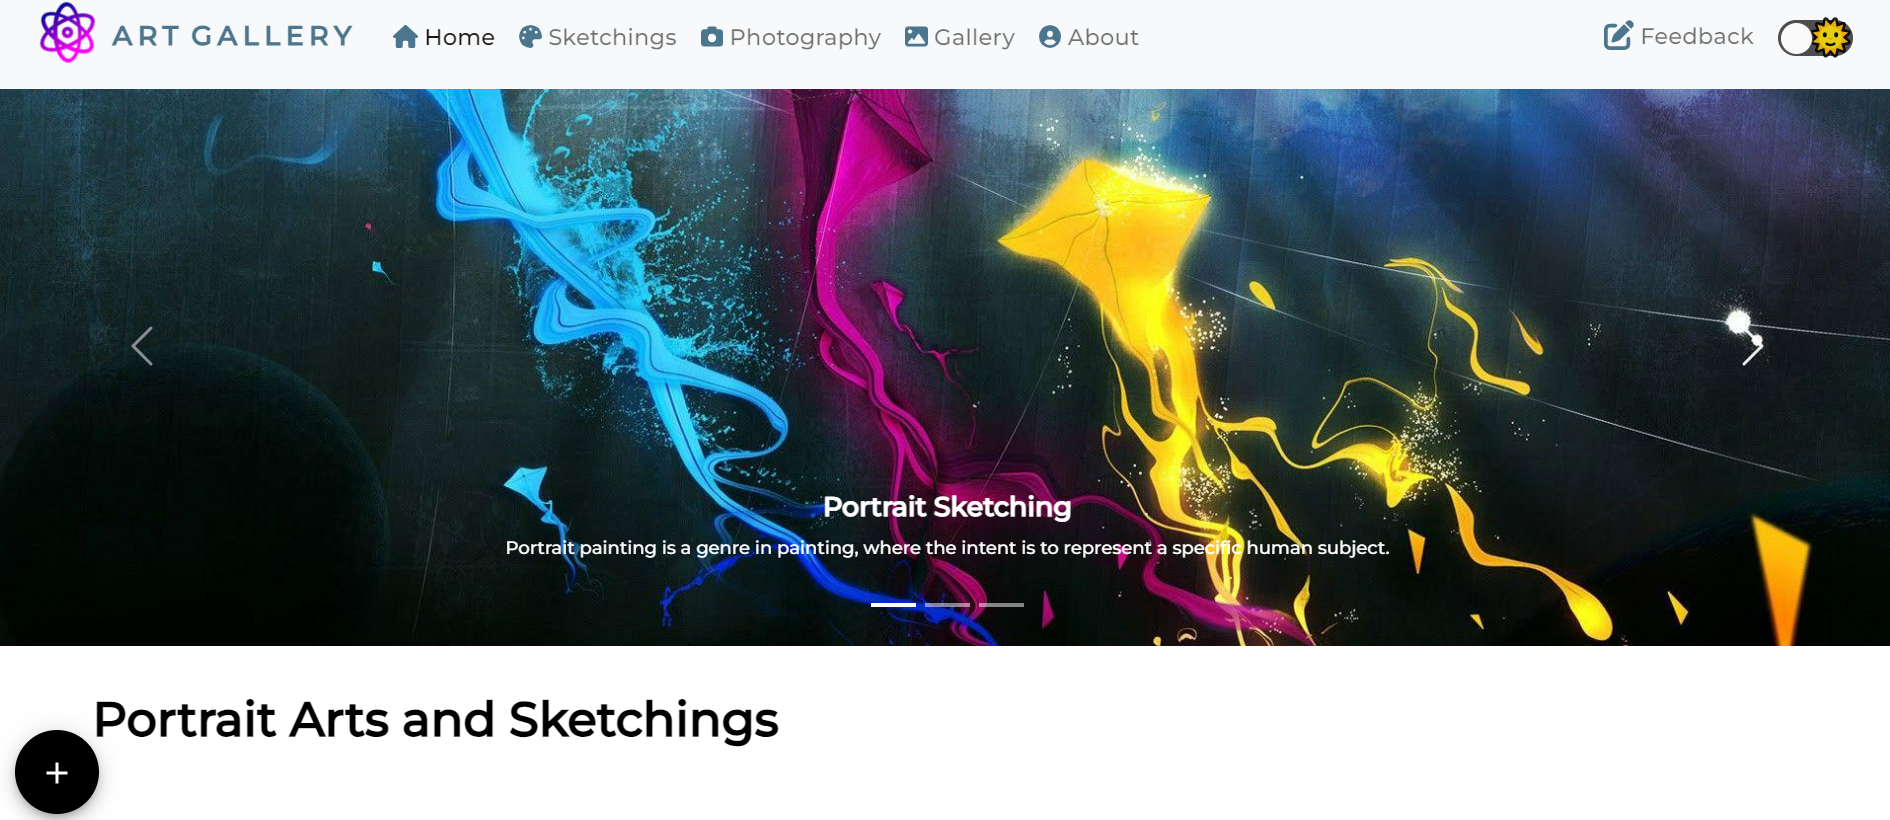 ART GALLERY Home Sketchings Photography Gallery About Feedback
Portrait Sketching
Portrait painting is a genre in painting, where the intent is to represent a specific human subject.
Portrait Arts and Sketchings
+